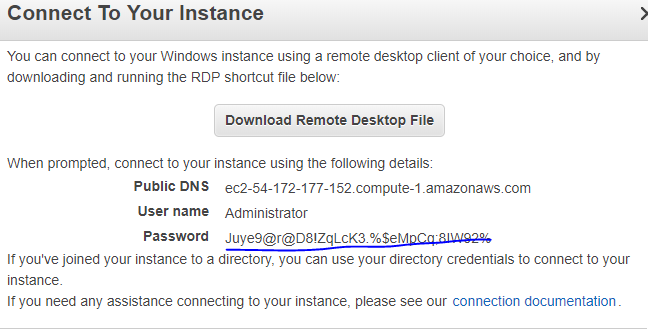 Connect To Your Instance
You can connect to your Windows instance using a remote desktop client of your choice, and by
downloading and running the RDP shortcut file below:
Download Remote Desktop File
When prompted, connect to your instance using the following details:
Public DNS ec2-54-172-177-152.compute-1.amazonaws.com
User name Administrator
Password
If you've joined your instance to a directory, you can use your directory credentials to connect to your
instance.
If you need any assistance connecting to your instance, please see our connection documentation.